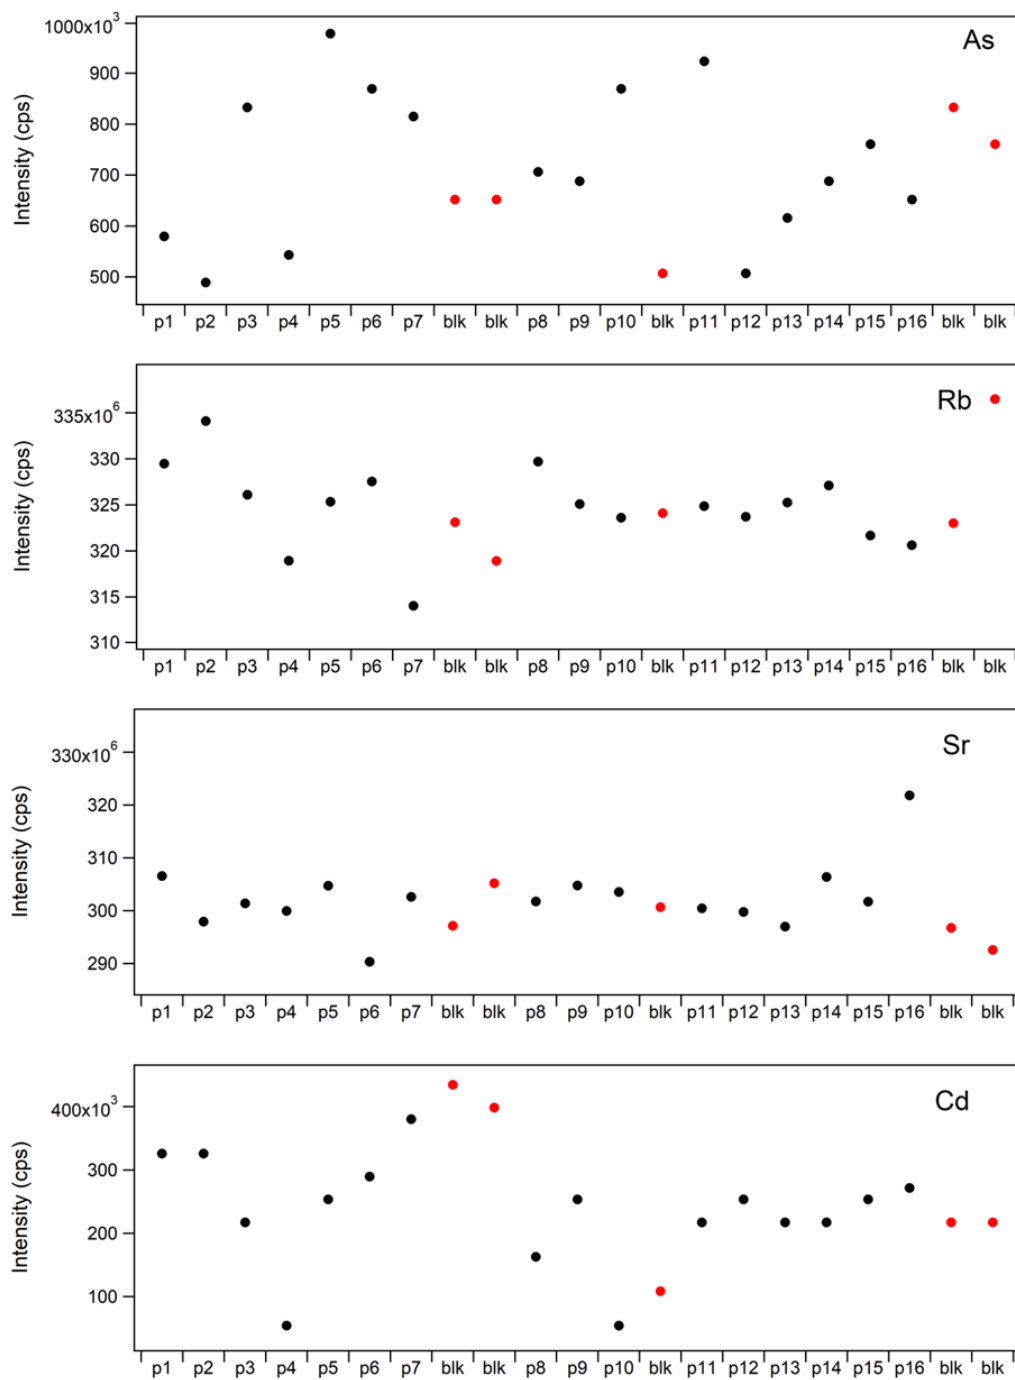 1000x10³
As
900
800
700
600
500
Intensity (cps)
p1 p2 p3 p4 p5 p6 p7 blk blk p8 p9 p10 blk p11 p12 p13 p14 p15 p16 blk blk
335x10⁶
Rb
330
325
320
315
310
Intensity (cps)
p1 p2 p3 p4 p5 p6 p7 blk blk p8 p9 p10 blk p11 p12 p13 p14 p15 p16 blk blk
330x10⁶
Sr
320
310
300
290
Intensity (cps)
p1 p2 p3 p4 p5 p6 p7 blk blk p8 p9 p10 blk p11 p12 p13 p14 p15 p16 blk blk
400x10³
Cd
300
200
100
Intensity (cps)
p1 p2 p3 p4 p5 p6 p7 blk blk p8 p9 p10 blk p11 p12 p13 p14 p15 p16 blk blk